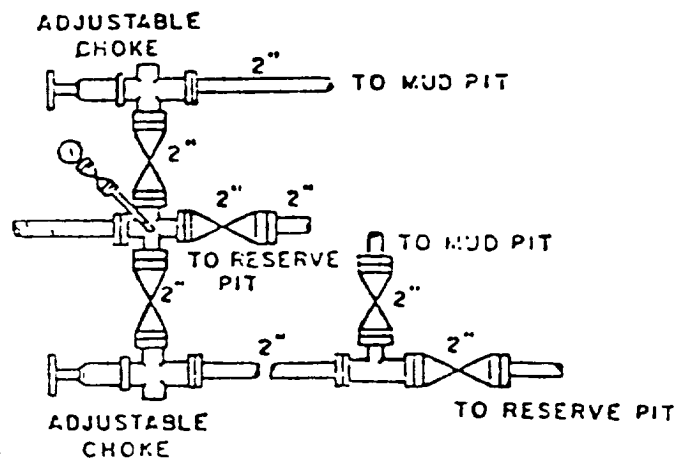 ADJUSTABLE
CHOKE
2"
TO MUD PIT
2"
2"
2"
TO MUD PIT
TO RESERVE
PIT
2"
2"
2"
2"
TO RESERVE PIT
ADJUSTABLE
CHOKE